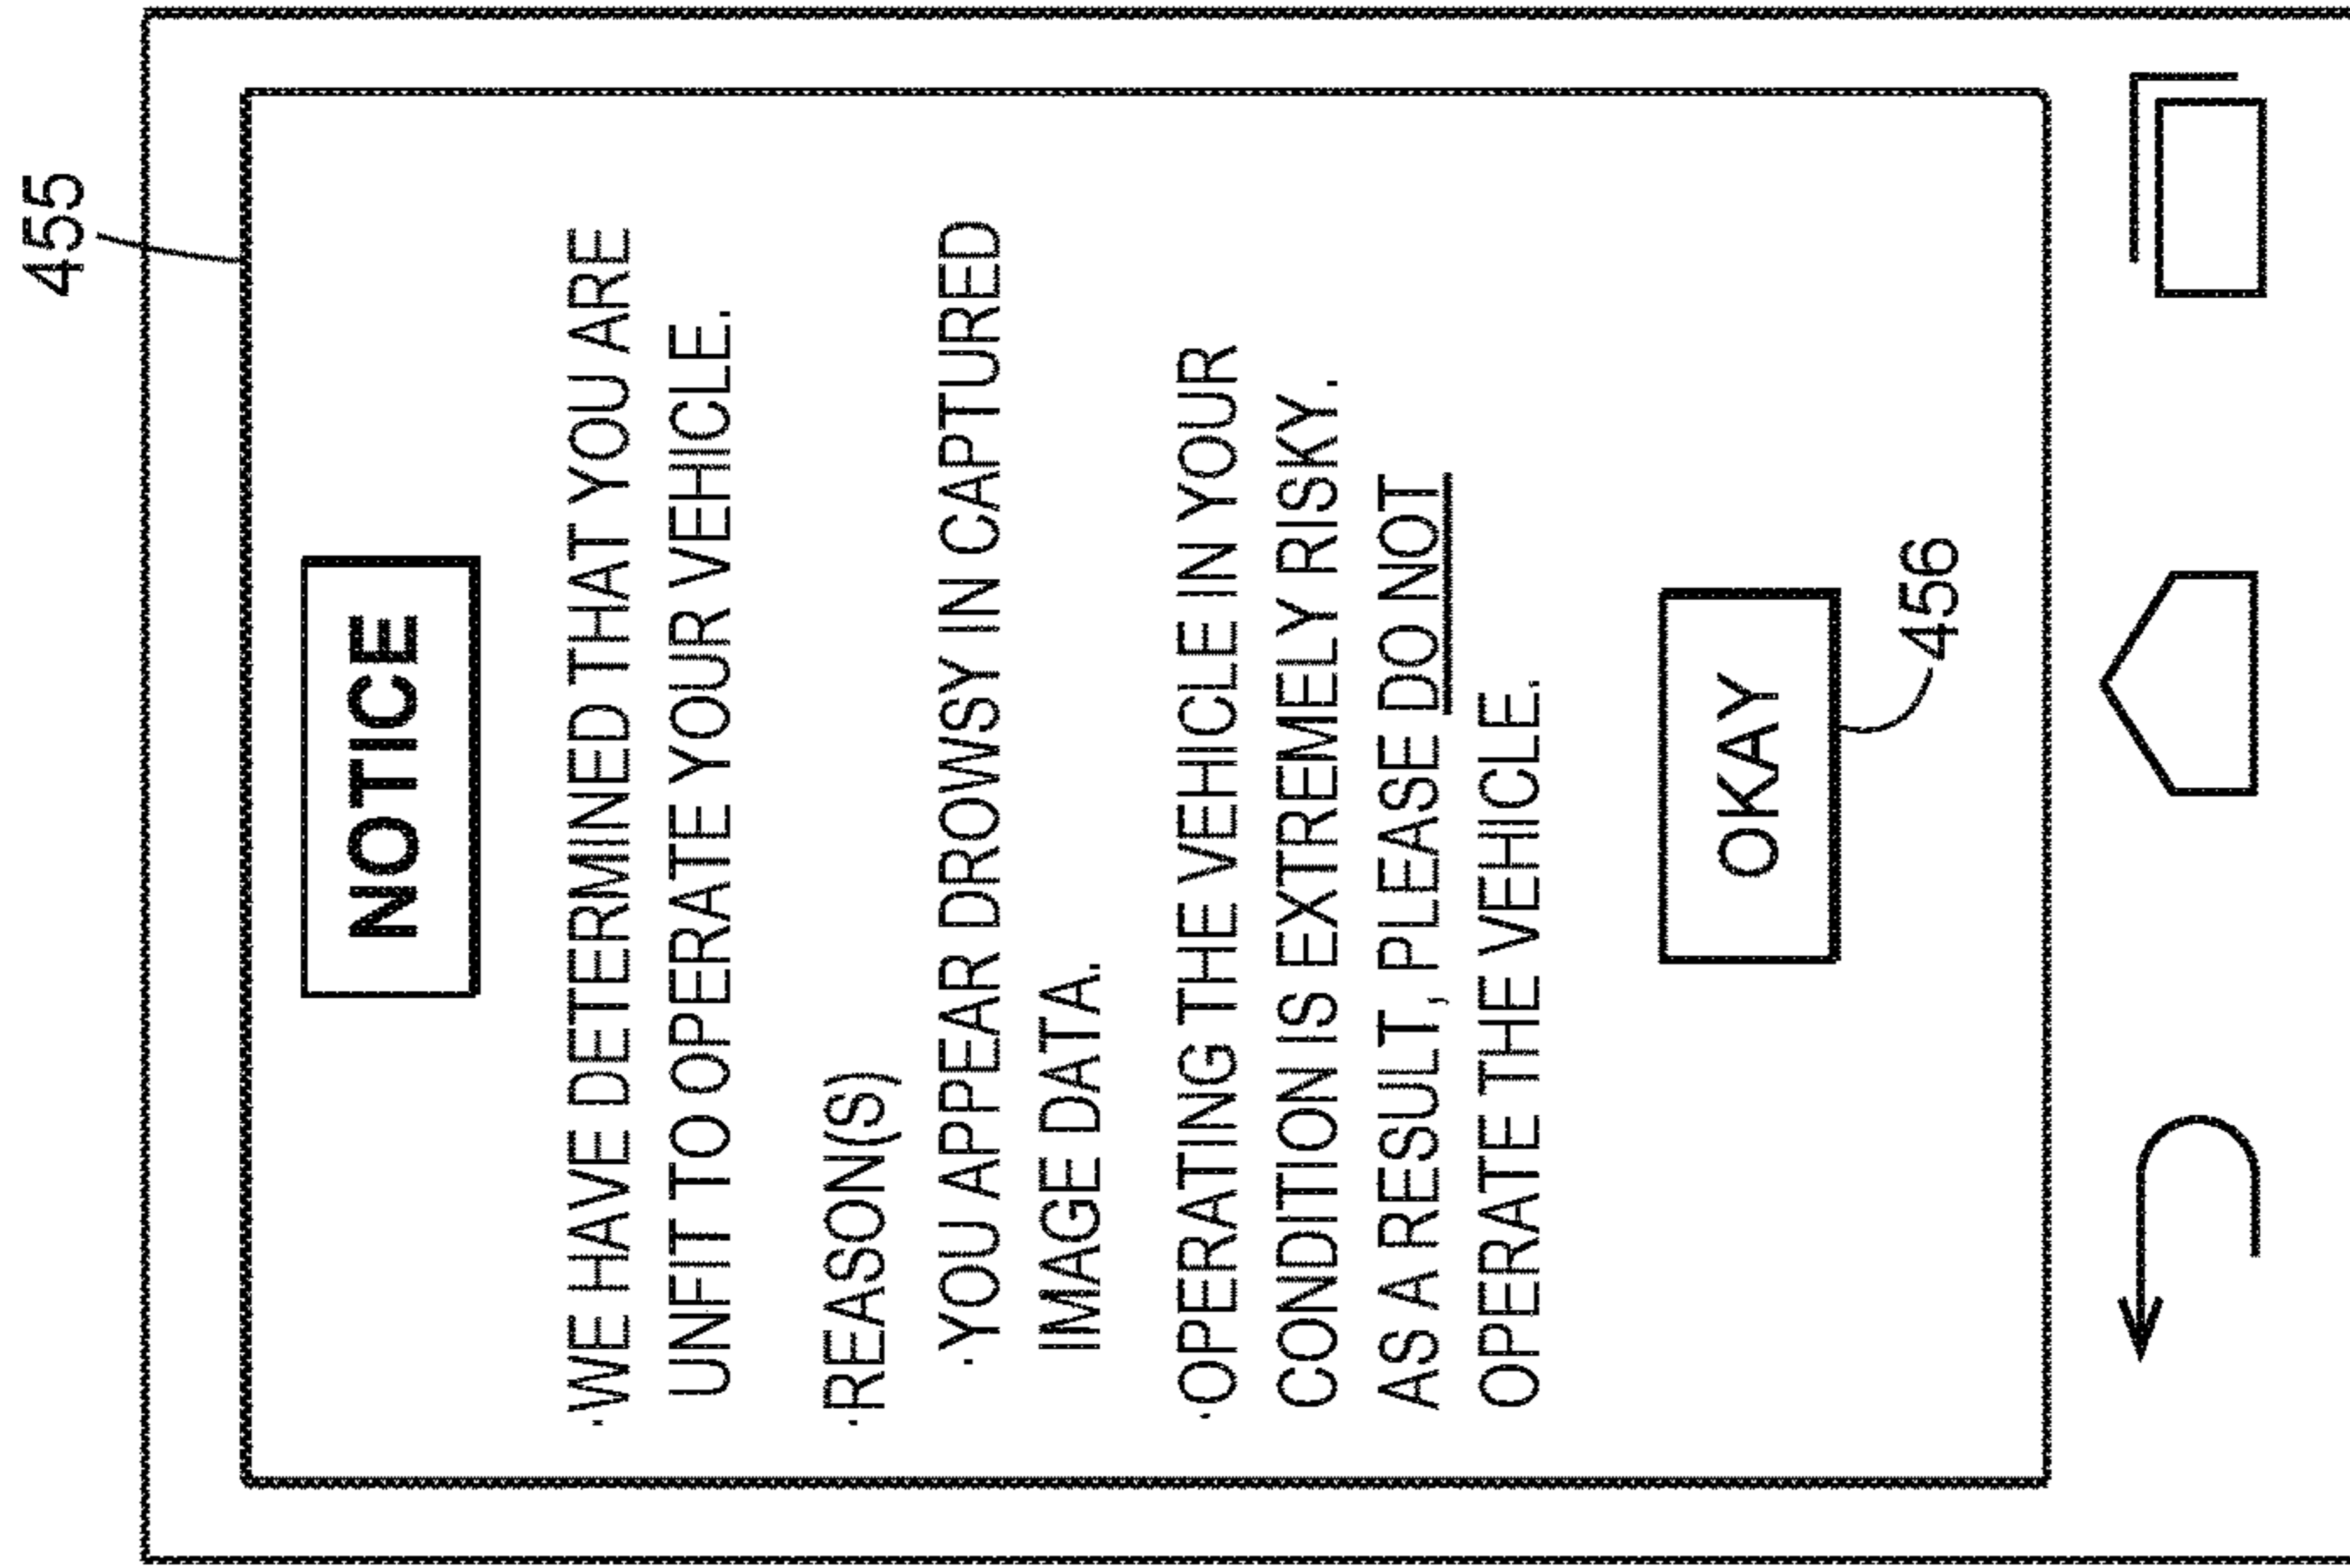 455
NOTICE
·WE HAVE DETERMINED THAT YOU ARE
UNFIT TO OPERATE YOUR VEHICLE.
·REASON(S)
·YOU APPEAR DROWSY IN CAPTURED
IMAGE DATA.
·OPERATING THE VEHICLE IN YOUR
CONDITION IS EXTREMELY RISKY.
AS A RESULT, PLEASE DO NOT
OPERATE THE VEHICLE.
OKAY
456